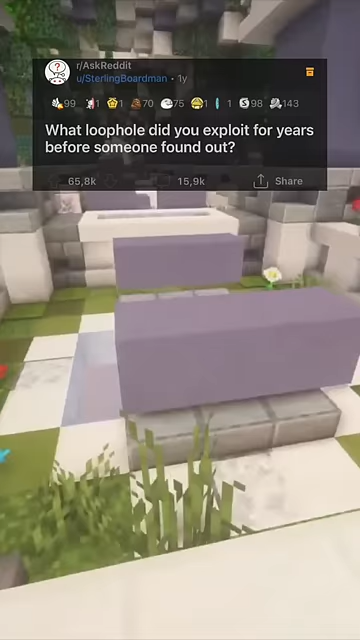 r/AskReddit
u/SterlingBoardman • 1y
99 1 1 70 75 1 1 S 98 143
What loophole did you exploit for years
before someone found out?
65,8k 15,9k Share